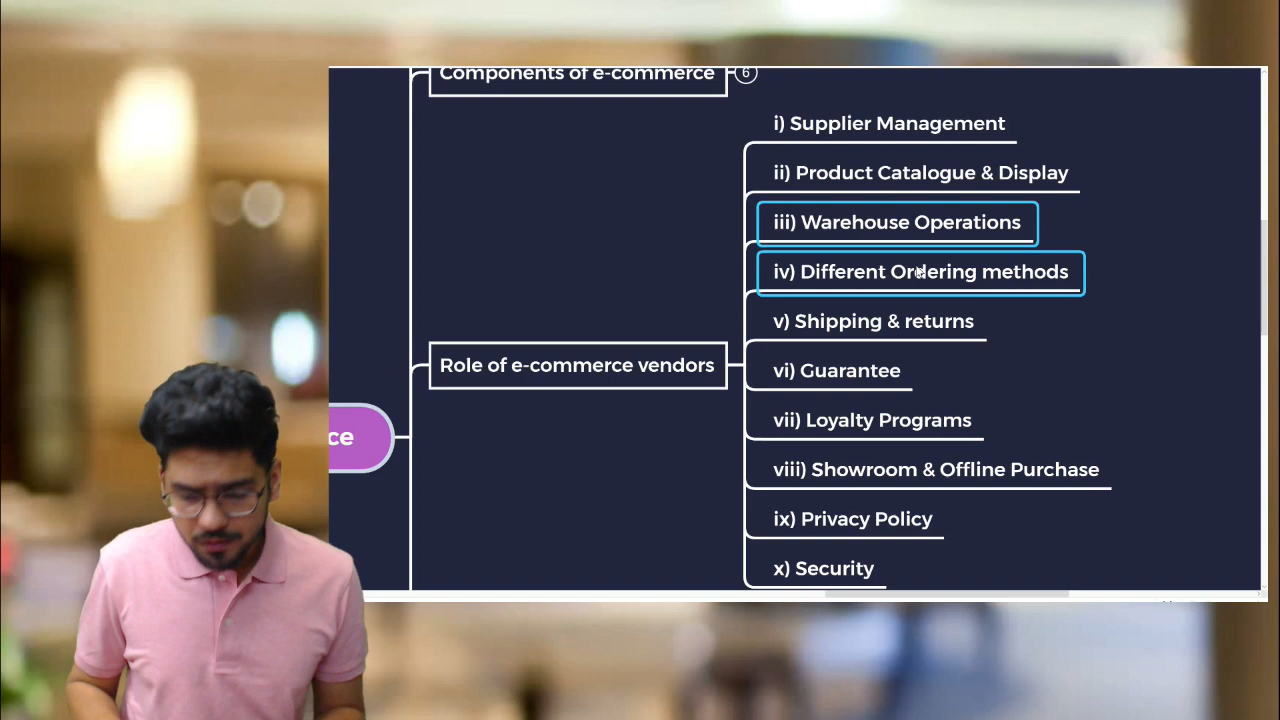 Components of e-commerce 6
i) Supplier Management
ii) Product Catalogue & Display
iii) Warehouse Operations
iv) Different Ordering methods
v) Shipping & returns
Role of e-commerce vendors
vi) Guarantee
vii) Loyalty Programs
ce
viii) Showroom & Offline Purchase
ix) Privacy Policy
x) Security